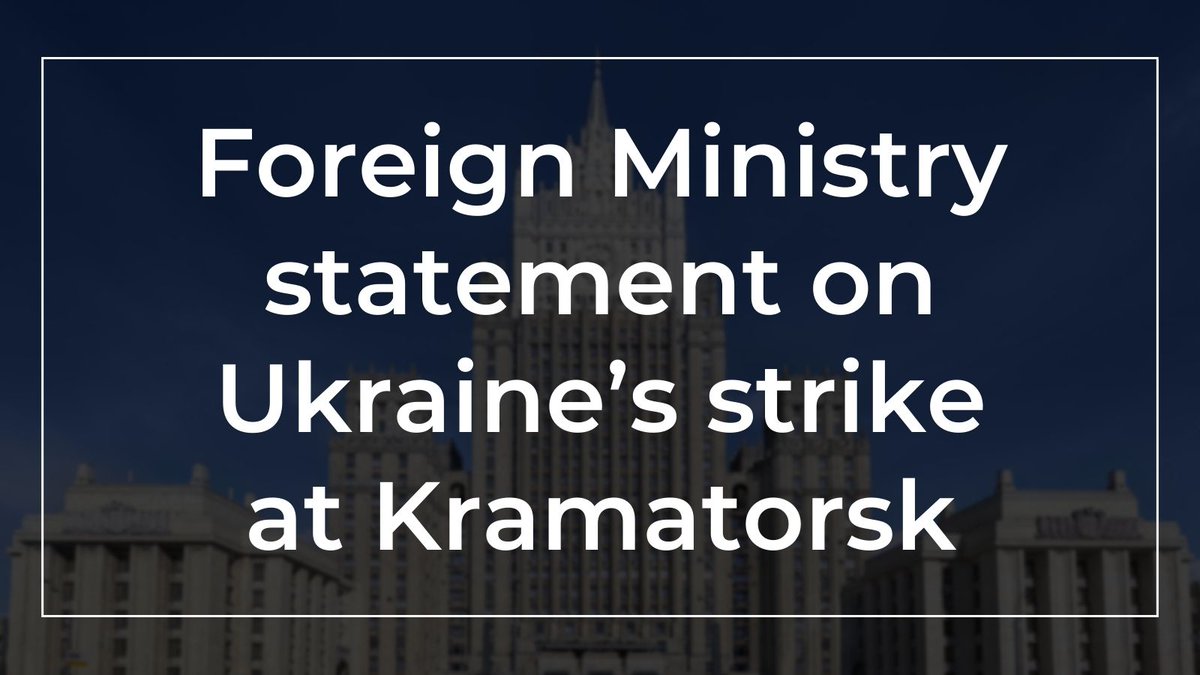 Foreign Ministry
statement on
Ukraine’s strike
at Kramatorsk